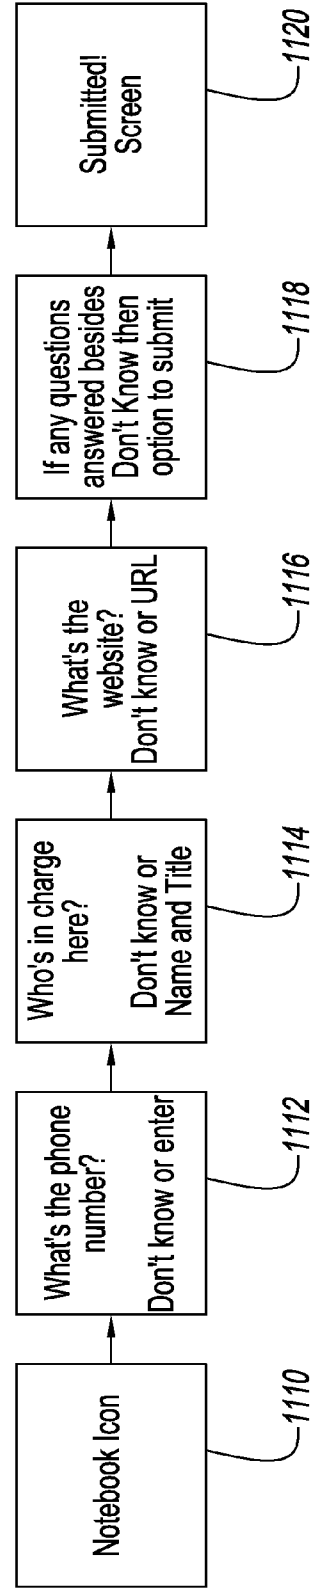 Notebook Icon
1110
What's the phone
number?
Don't know or enter
1112
Who's in charge
here?
Don't know or
Name and Title
1114
What's the
website?
Don't know or URL
1116
If any questions
answered besides
Don't Know then
option to submit
1118
Submitted!
Screen
1120